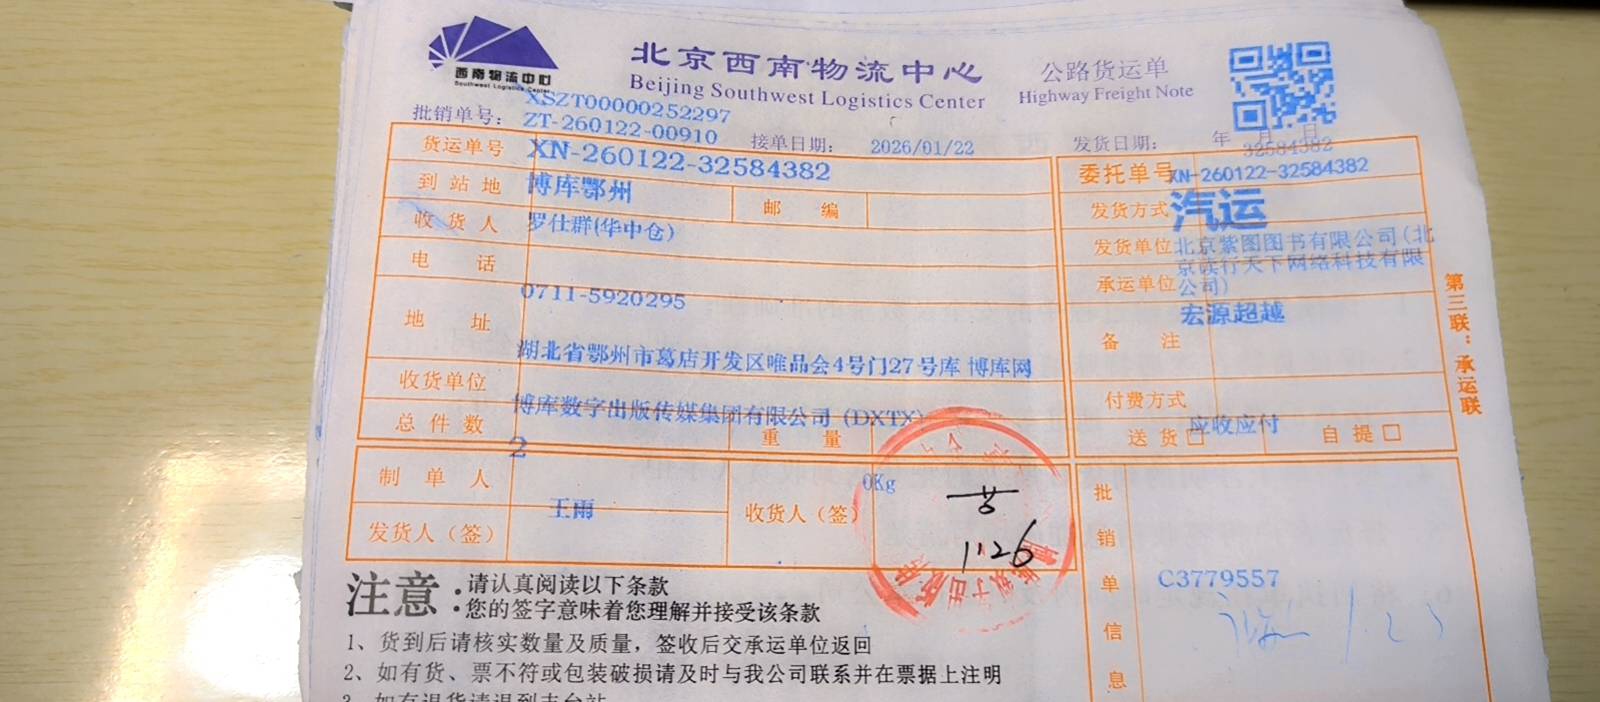 西南物流中心
Southwest Logistics Center
北京西南物流中心
Beijing Southwest Logistics Center
公路货运单
Highway Freight Note
批销单号：
XSZT00000252297
ZT-260122-00910
接单日期： 2026/01/22
发货日期： 年 月 日
32584382
货运单号 XN-260122-32584382
委托单号 XN-260122-32584382
到站地 博库鄂州
邮编
发货方式 汽运
收货人 罗仕群(华中仓)
发货单位 北京紫图图书有限公司(北
京读行天下网络科技有限
公司)
电话
承运单位
0711-5920295
宏源超越
地址
备注
湖北省鄂州市葛店开发区唯品会4号门27号库 博库网
收货单位
付费方式
博库数字出版传媒集团有限公司（DXTX）
应收应付
总件数
2
重量
0Kg
送货□ 自提□
制单人
王雨
发货人（签）
收货人（签）
1.26
批销单信息
C3779557
第三联：承运联
注意：
请认真阅读以下条款
您的签字意味着您理解并接受该条款
1、货到后请核实数量及质量，签收后交承运单位返回
2、如有货、票不符或包装破损请及时与我公司联系并在票据上注明